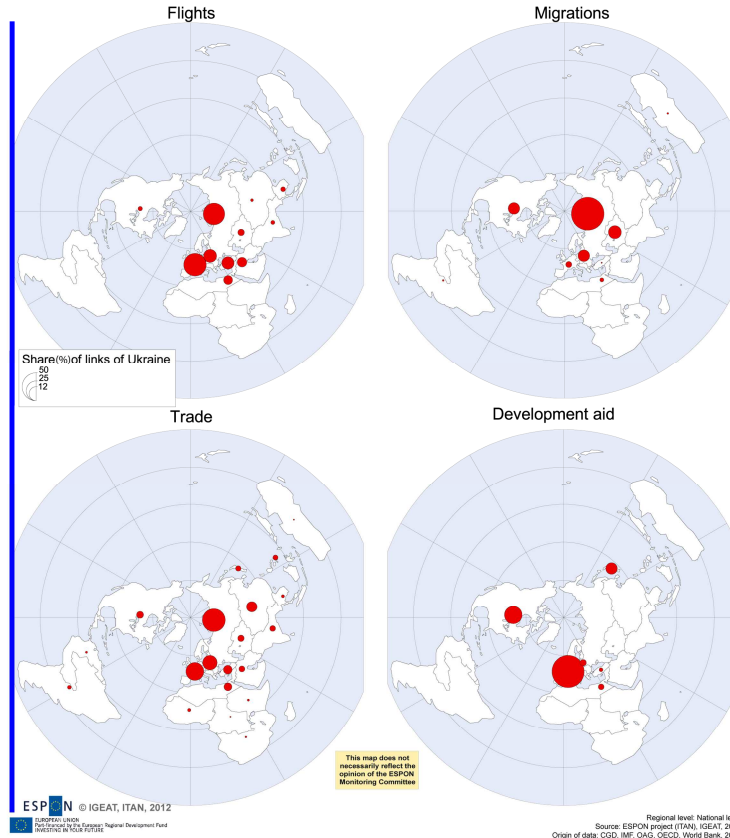 Flights
Migrations
Share(%)of links of Ukraine
50
25
12
Trade
Development aid
This map does not
necessarily reflect the
opinion of the ESPON
Monitoring Committee
ESPON © IGEAT, ITAN, 2012
EUROPEAN UNION
Part-financed by the European Regional Development Fund
INVESTING IN YOUR FUTURE
Regional level: National le
Source: ESPON project (ITAN), IGEAT, 20
Origin of data: CGD, IMF, OAG, OECD, World Bank, 20